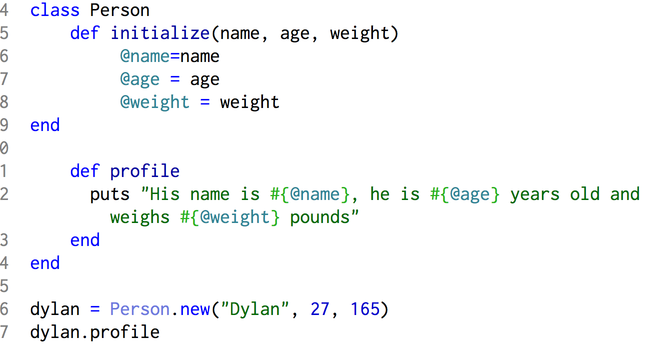 4 class Person
5     def initialize(name, age, weight)
6          @name=name
7          @age = age
8          @weight = weight
9 end
0
1     def profile
2       puts "His name is #{@name}, he is #{@age} years old and
         weighs #{@weight} pounds"
3     end
4 end
5
6 dylan = Person.new("Dylan", 27, 165)
7 dylan.profile